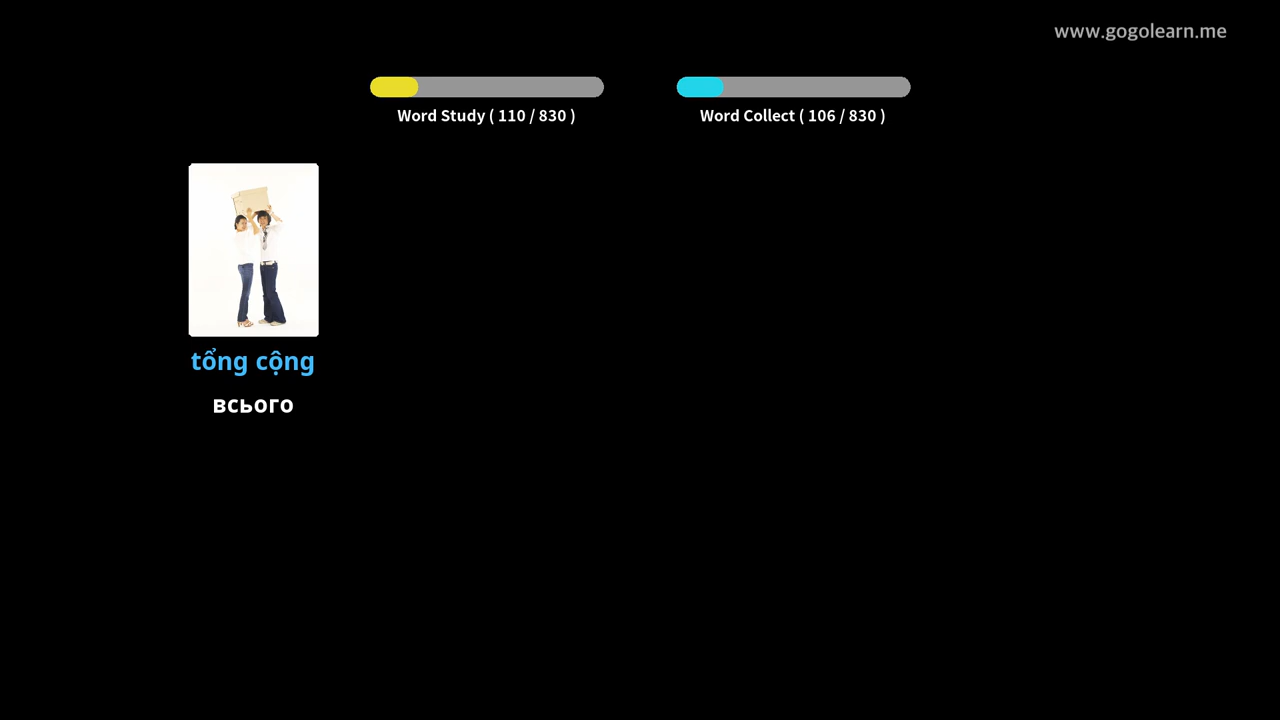 www.gogolearn.me
Word Study ( 110 / 830 )
Word Collect ( 106 / 830 )
tổng cộng
всього